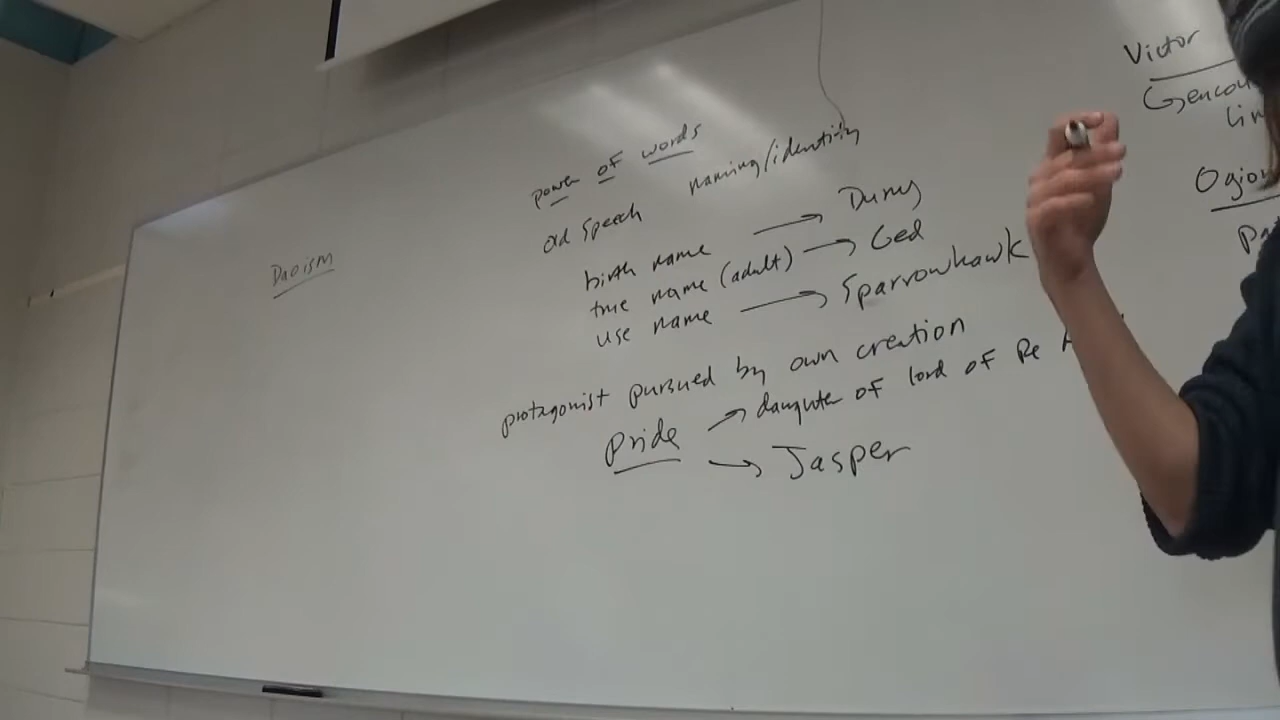 Daoism
power of words
old speech naming/identity
birth name → Duny
true name (adult) → Ged
use name → Sparrowhawk
protagonist pursued by own creation
Pride → daughter of lord of Re
→ Jasper
Victor
Ogion